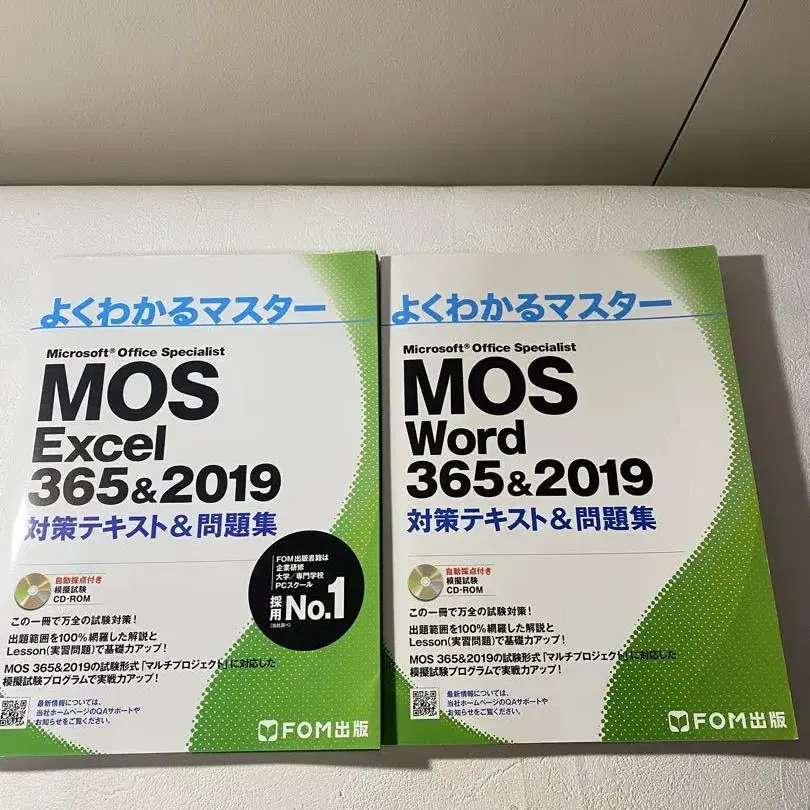 よくわかるマスター
Microsoft® Office Specialist
MOS
Excel
365&2019
対策テキスト&問題集
自動採点付き
模擬試験
CD-ROM
FOM出版書籍は
企業研修
大学/専門学校
PCスクール
採用No.1
この一冊で万全の試験対策!
出題範囲を100%網羅した解説と
Lesson(実習問題)で基礎力アップ!
MOS 365&2019の試験形式「マルチプロジェクト」に対応した
模擬試験プログラムで実戦力アップ!
最新情報については、
当社ホームページのQAサポートや
お知らせをご覧ください。
FOM出版
よくわかるマスター
Microsoft® Office Specialist
MOS
Word
365&2019
対策テキスト&問題集
自動採点付き
模擬試験
CD-ROM
この一冊で万全の試験対策!
出題範囲を100%網羅した解説と
Lesson(実習問題)で基礎力アップ!
MOS 365&2019の試験形式「マルチプロジェクト」に対応した
模擬試験プログラムで実戦力アップ!
最新情報については、
当社ホームページのQAサポートや
お知らせをご覧ください。
FOM出版